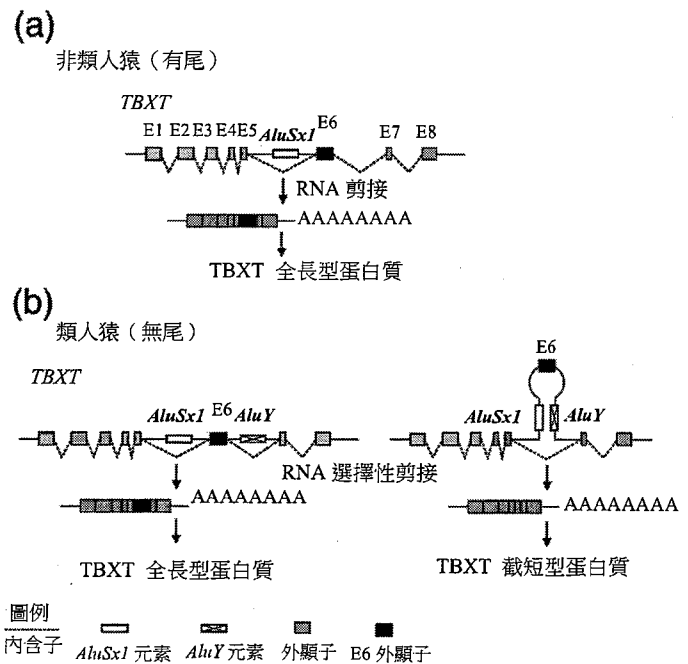 (a)
非類人猿（有尾）
TBXT
E1 E2 E3 E4 E5 AluSx1 E6 E7 E8
RNA 剪接
AAAAAAAA
TBXT 全長型蛋白質
(b)
類人猿（無尾）
E6
TBXT
AluSx1 E6 AluY
AluSx1 AluY
RNA 選擇性剪接
AAAAAAAA
AAAAAAAA
TBXT 全長型蛋白質
TBXT 截短型蛋白質
圖例
內含子 AluSx1 元素 AluY 元素 外顯子 E6 外顯子